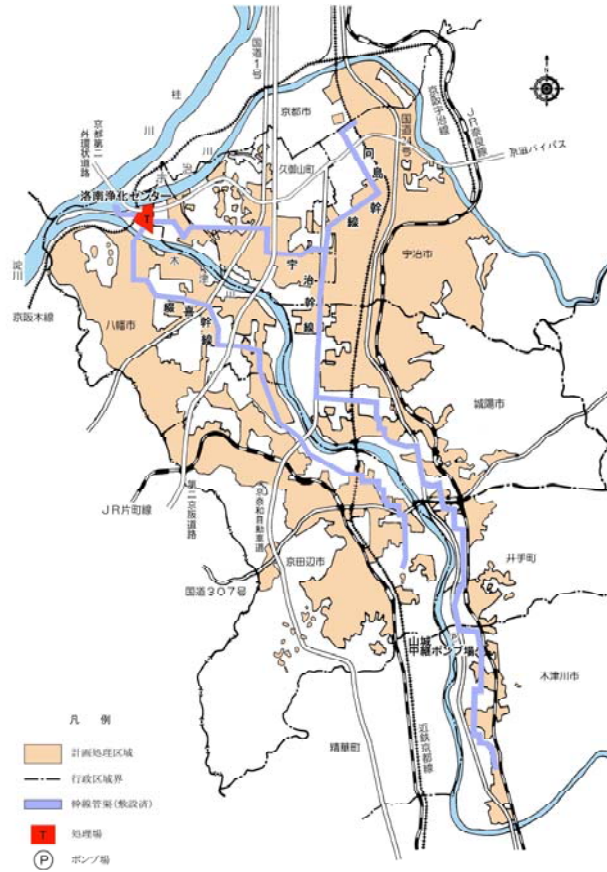 国道1号
桂川
京都市
京都第二外環状道路
宇治川
久御山町
国道24号
京阪宇治線
JR奈良線
京滋バイパス
洛南浄化センター
T
向島幹線
淀川
木津川
宇治幹線
宇治市
京阪本線
八幡市
綴喜幹線
城陽市
JR片町線
第二京阪道路
京奈和自動車道
京田辺市
井手町
国道307号
山城
中継ポンプ場
P
木津川市
精華町
近鉄京都線
凡 例
計画処理区域
行政区域界
幹線管渠(敷設済)
T 処理場
P ポンプ場